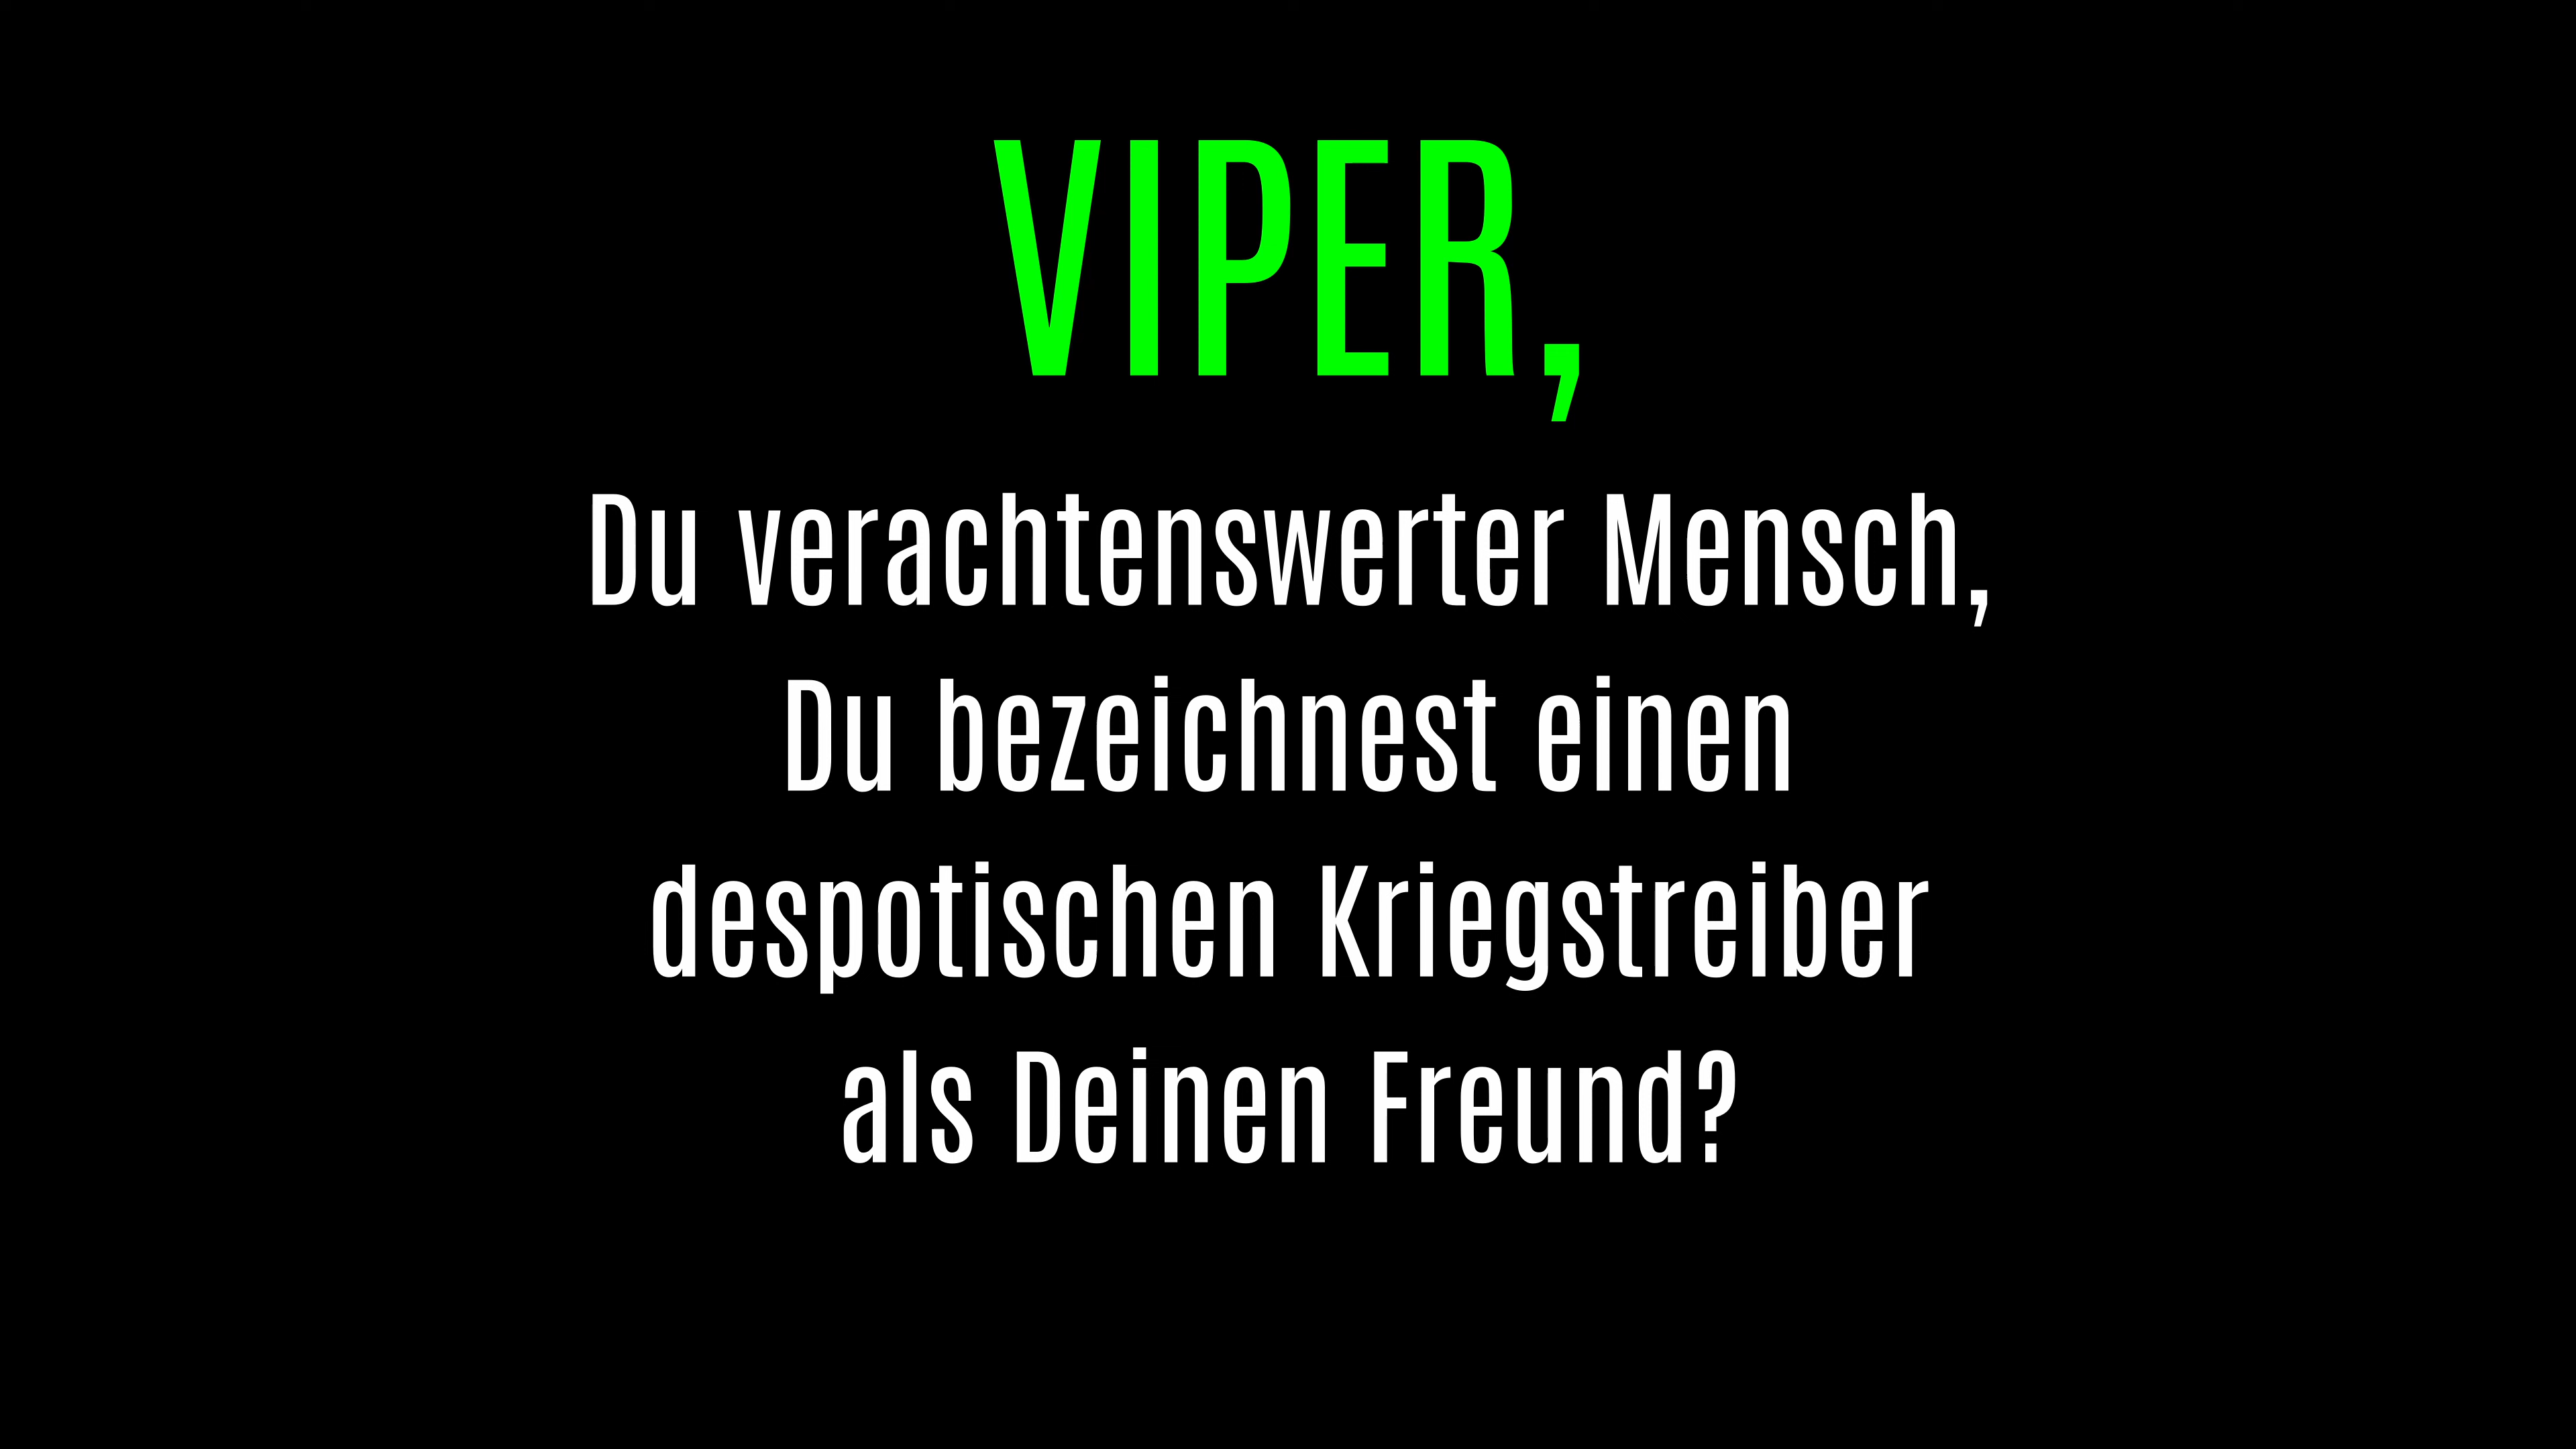 VIPER,
Du verachtenswerter Mensch,
Du bezeichnest einen
despotischen Kriegstreiber
als Deinen Freund?